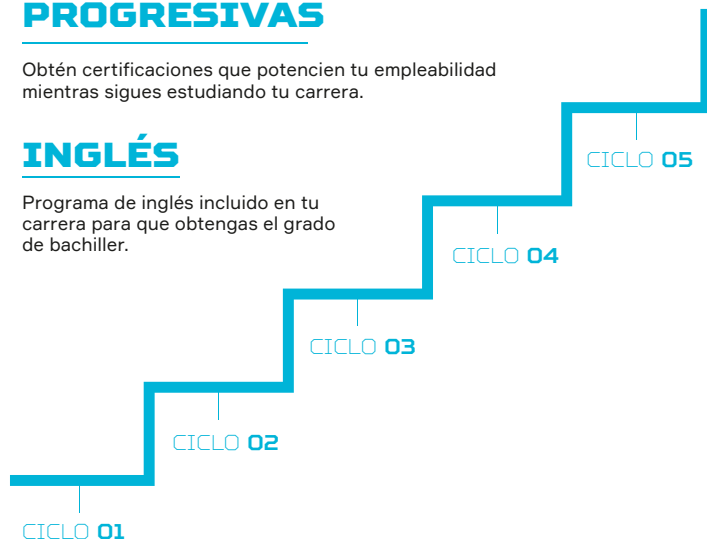 PROGRESIVAS
Obtén certificaciones que potencien tu empleabilidad
mientras sigues estudiando tu carrera.
INGLÉS
Programa de inglés incluido en tu
carrera para que obtengas el grado
de bachiller.
CICLO 05
CICLO 04
CICLO 03
CICLO 02
CICLO 01